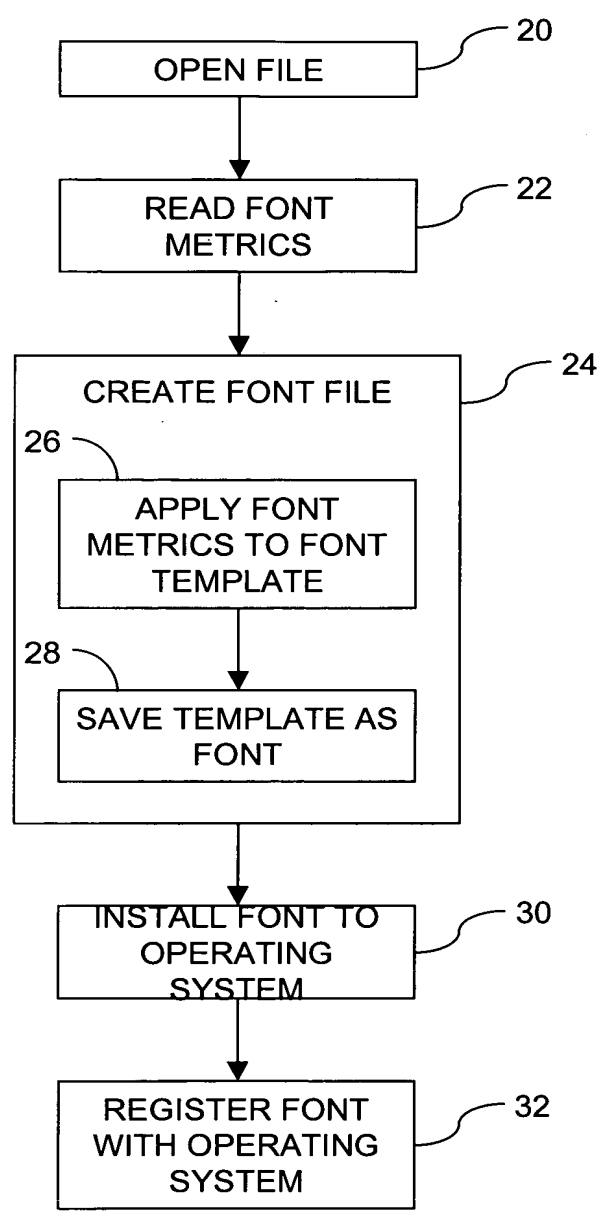 20
OPEN FILE
22
READ FONT
METRICS
24
CREATE FONT FILE
26
APPLY FONT
METRICS TO FONT
TEMPLATE
28
SAVE TEMPLATE AS
FONT
30
INSTALL FONT TO
OPERATING
SYSTEM
32
REGISTER FONT
WITH OPERATING
SYSTEM